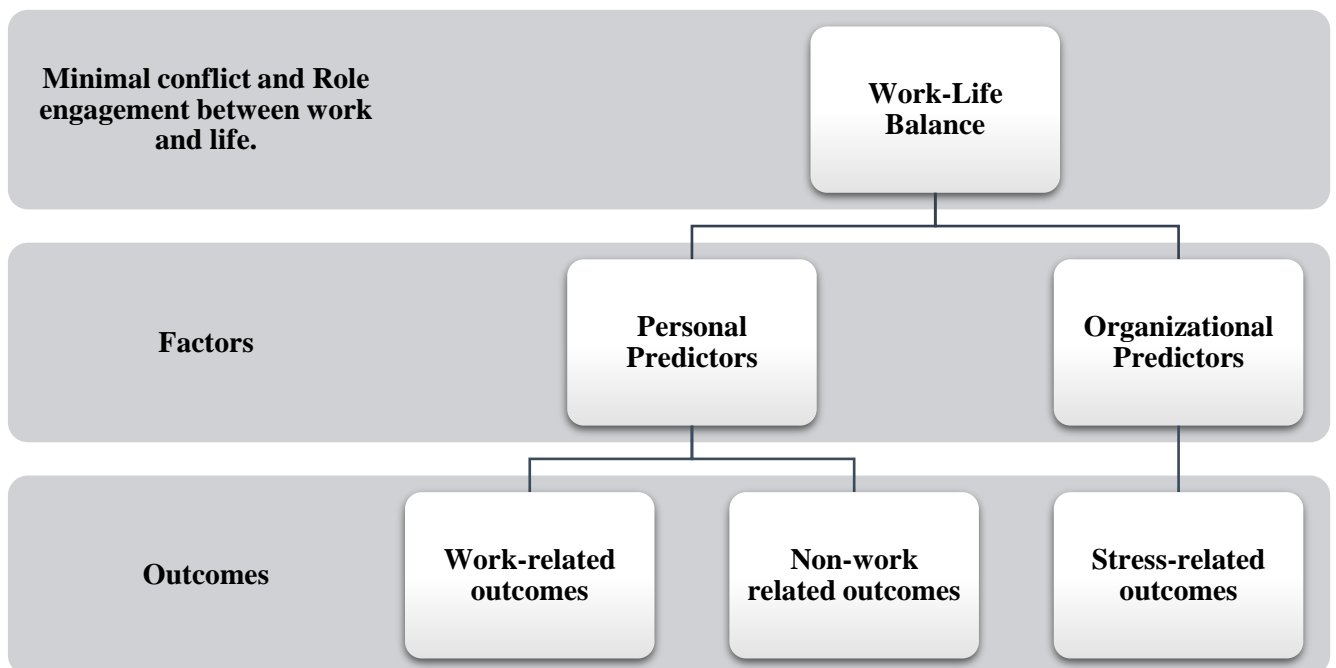 Minimal conflict and Role
engagement between work
and life.
Work-Life
Balance
Factors
Personal
Predictors
Organizational
Predictors
Outcomes
Work-related
outcomes
Non-work
related outcomes
Stress-related
outcomes